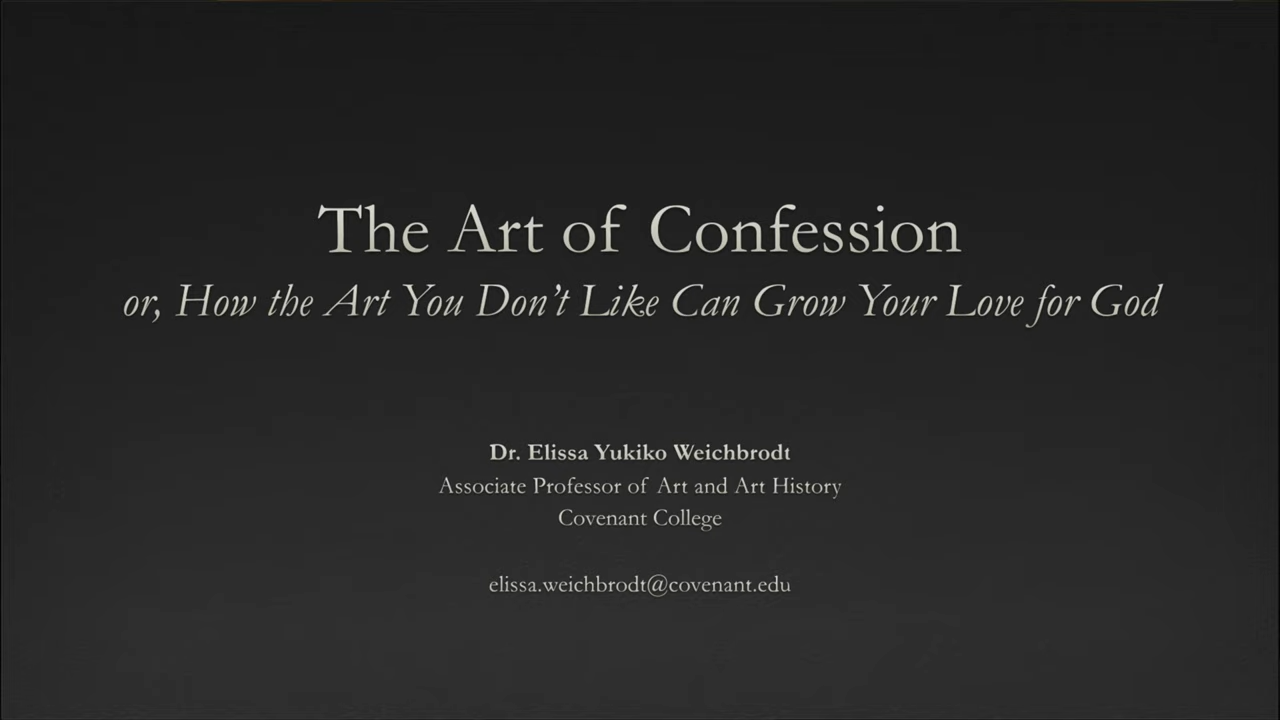 The Art of Confession
or, How the Art You Don't Like Can Grow Your Love for God
Dr. Elissa Yukiko Weichbrodt
Associate Professor of Art and Art History
Covenant College
elissa.weichbrodt@covenant.edu